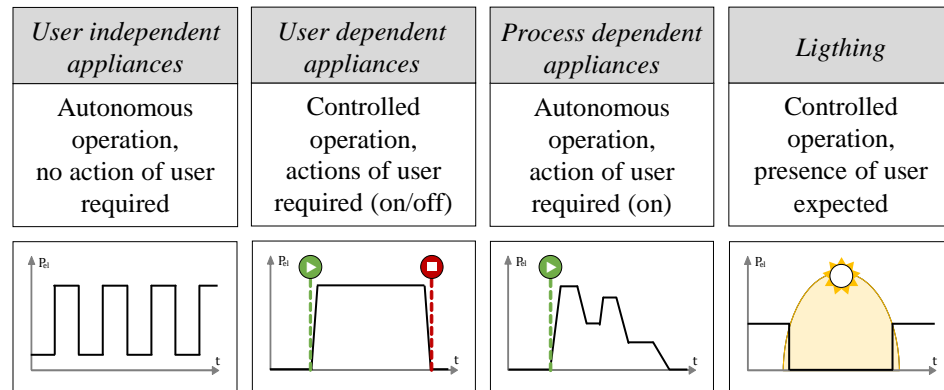 User independent
appliances
User dependent
appliances
Process dependent
appliances
Ligthing
Autonomous
operation,
no action of user
required
Controlled
operation,
actions of user
required (on/off)
Autonomous
operation,
action of user
required (on)
Controlled
operation,
presence of user
expected
Pel
t
Pel
t
Pel
t
Pel
t